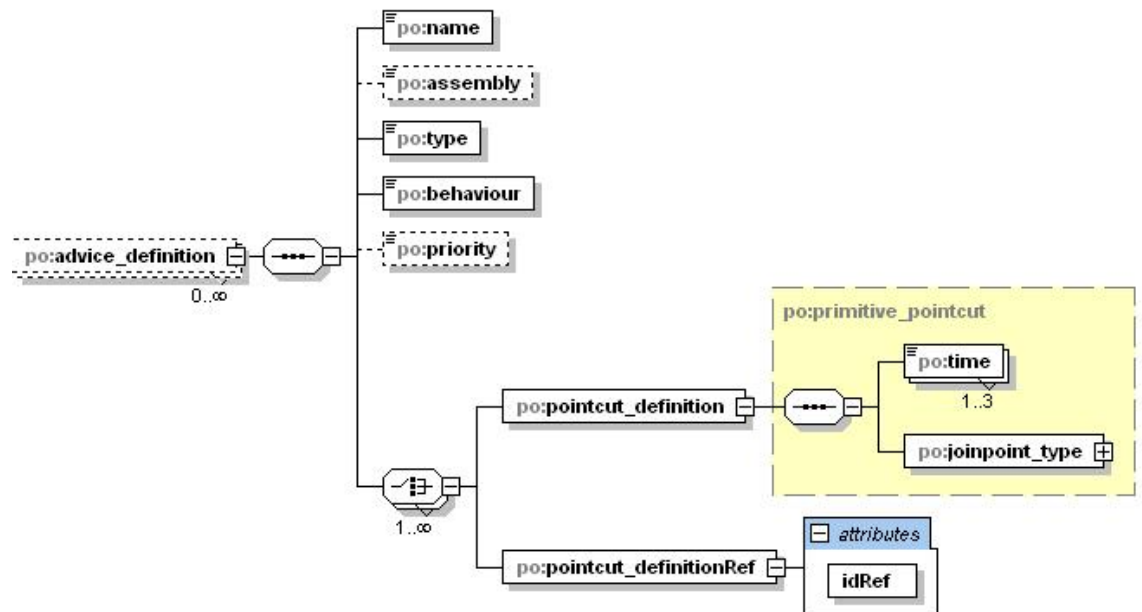 po:name
po:assembly
po:type
po:behaviour
po:advice_definition
po:priority
0..∞
po:primitive_pointcut
po:time
1..3
po:pointcut_definition
po:joinpoint_type
1..∞
attributes
po:pointcut_definitionRef
idRef